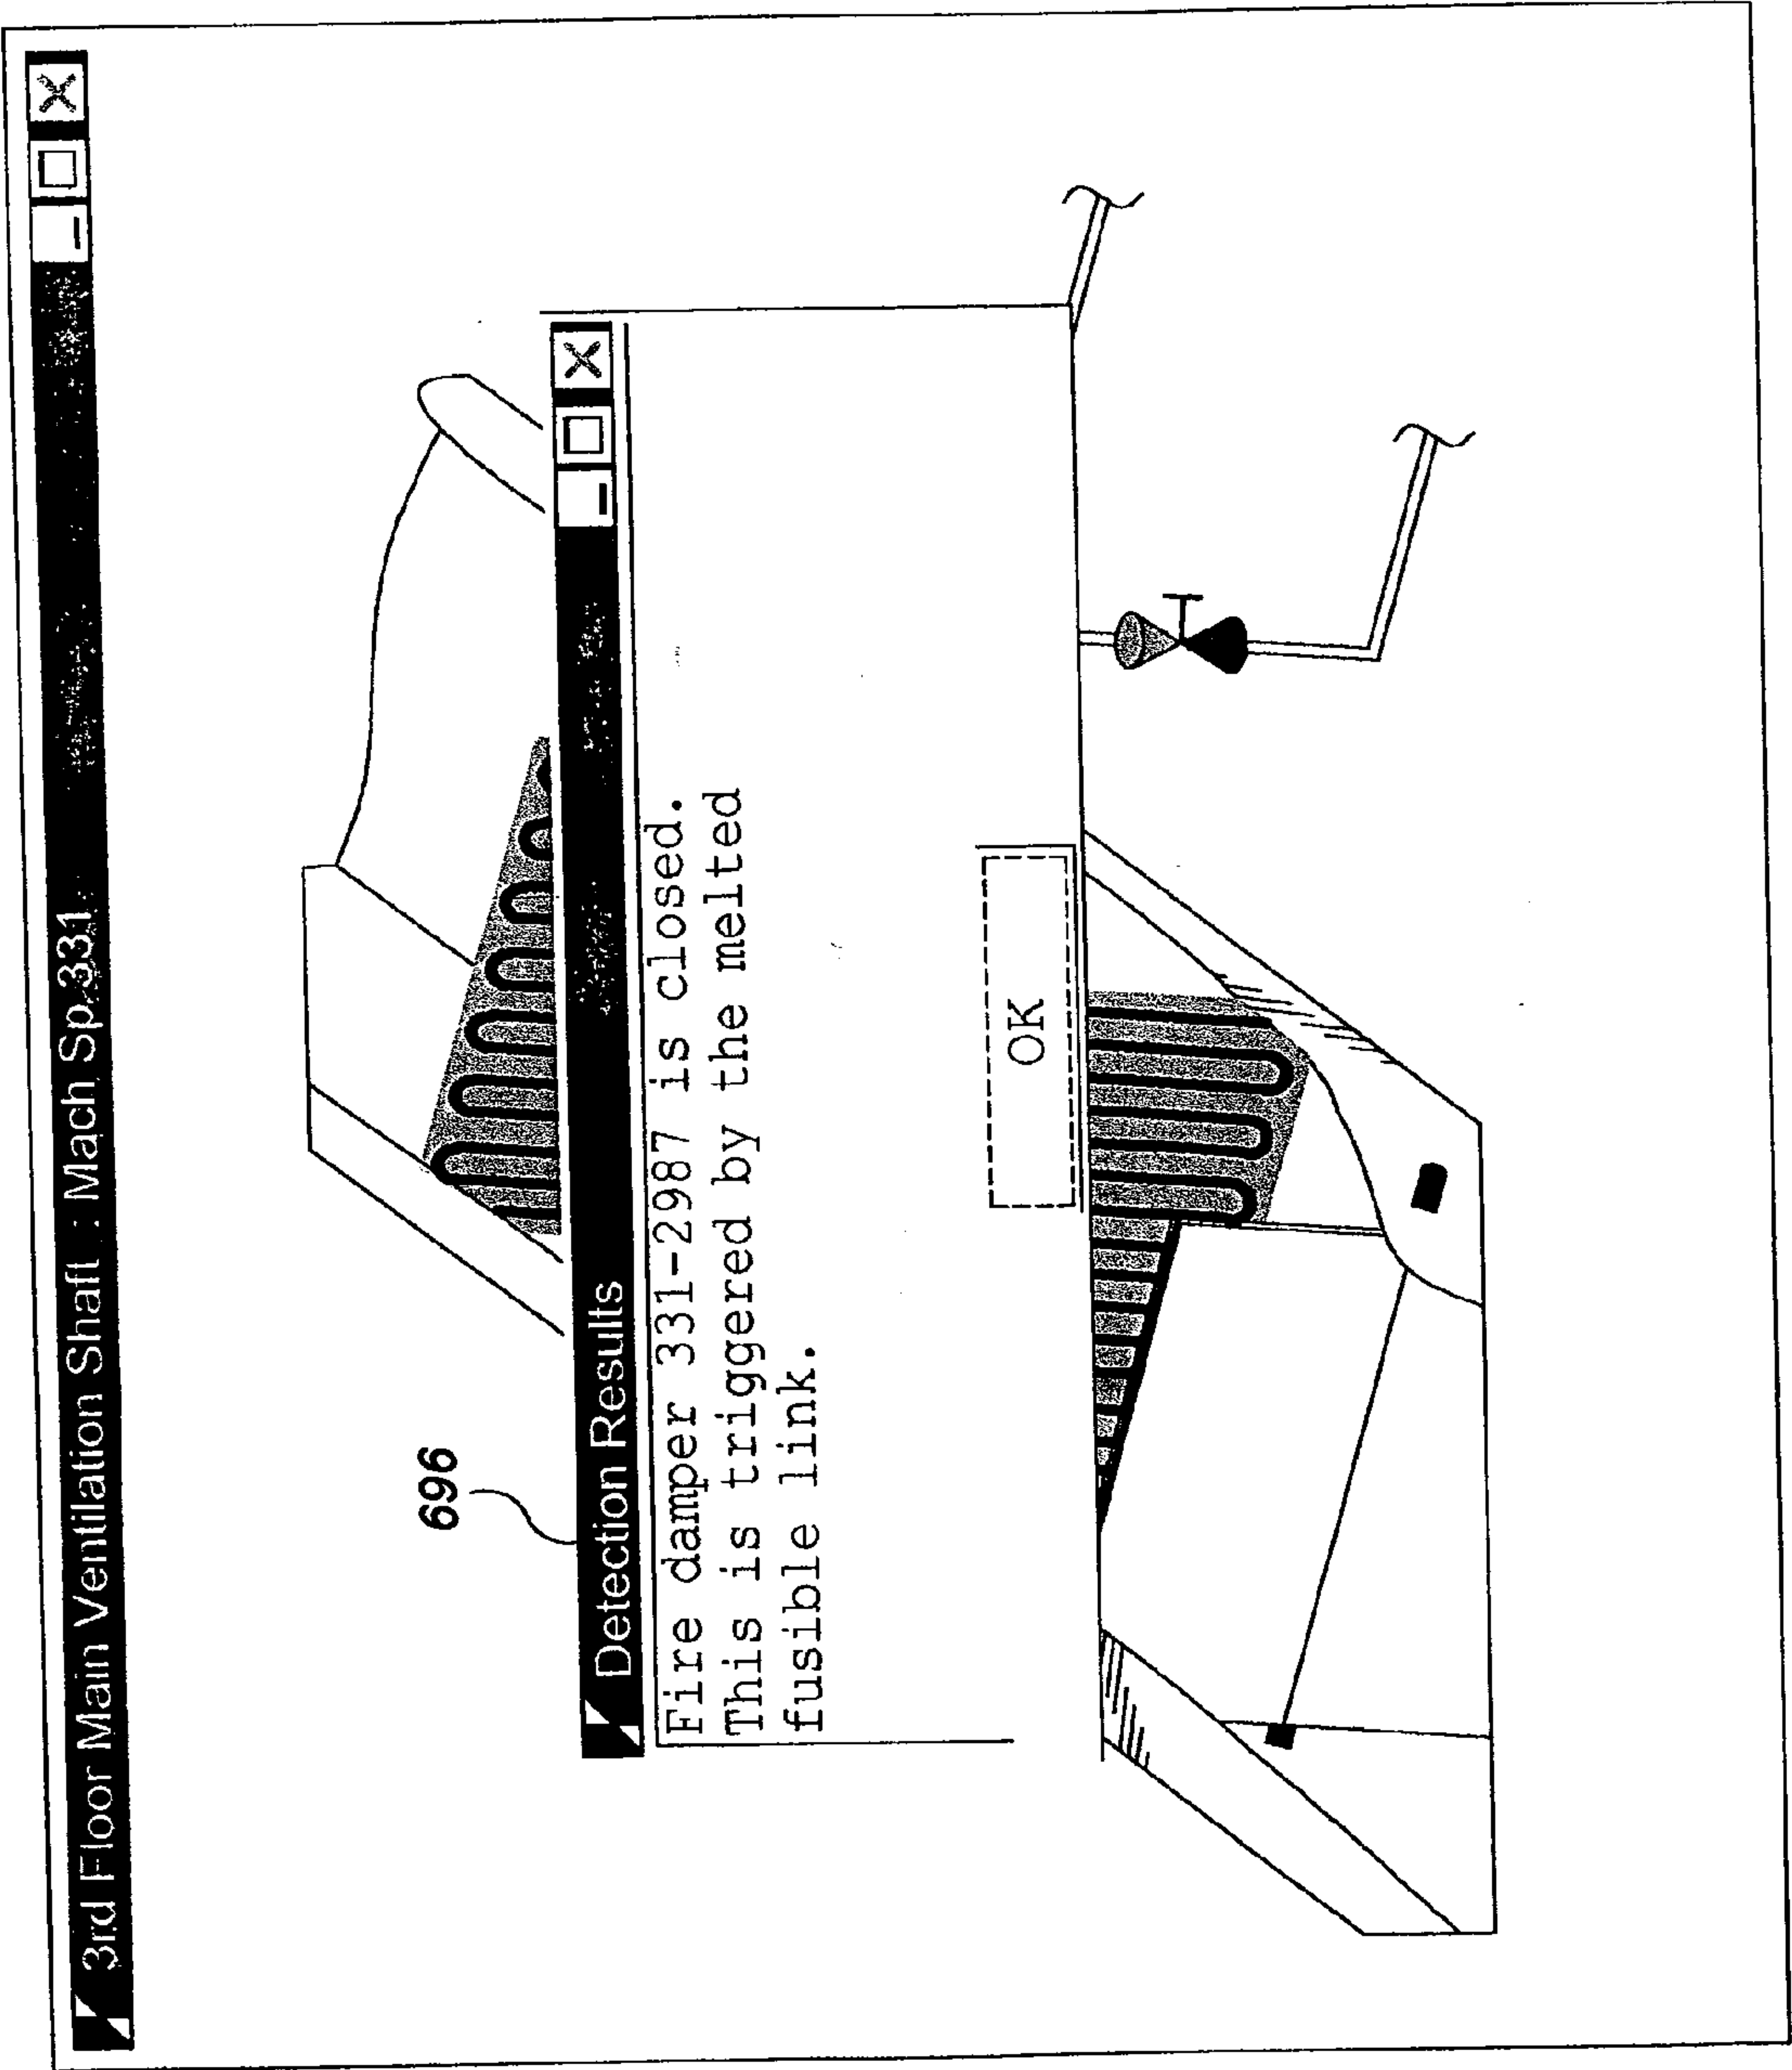 3rd Floor Main Ventilation Shaft : Mach Sp 331
696
Detection Results
Fire damper 331-2987 is closed.
This is triggered by the melted
fusible link.
OK